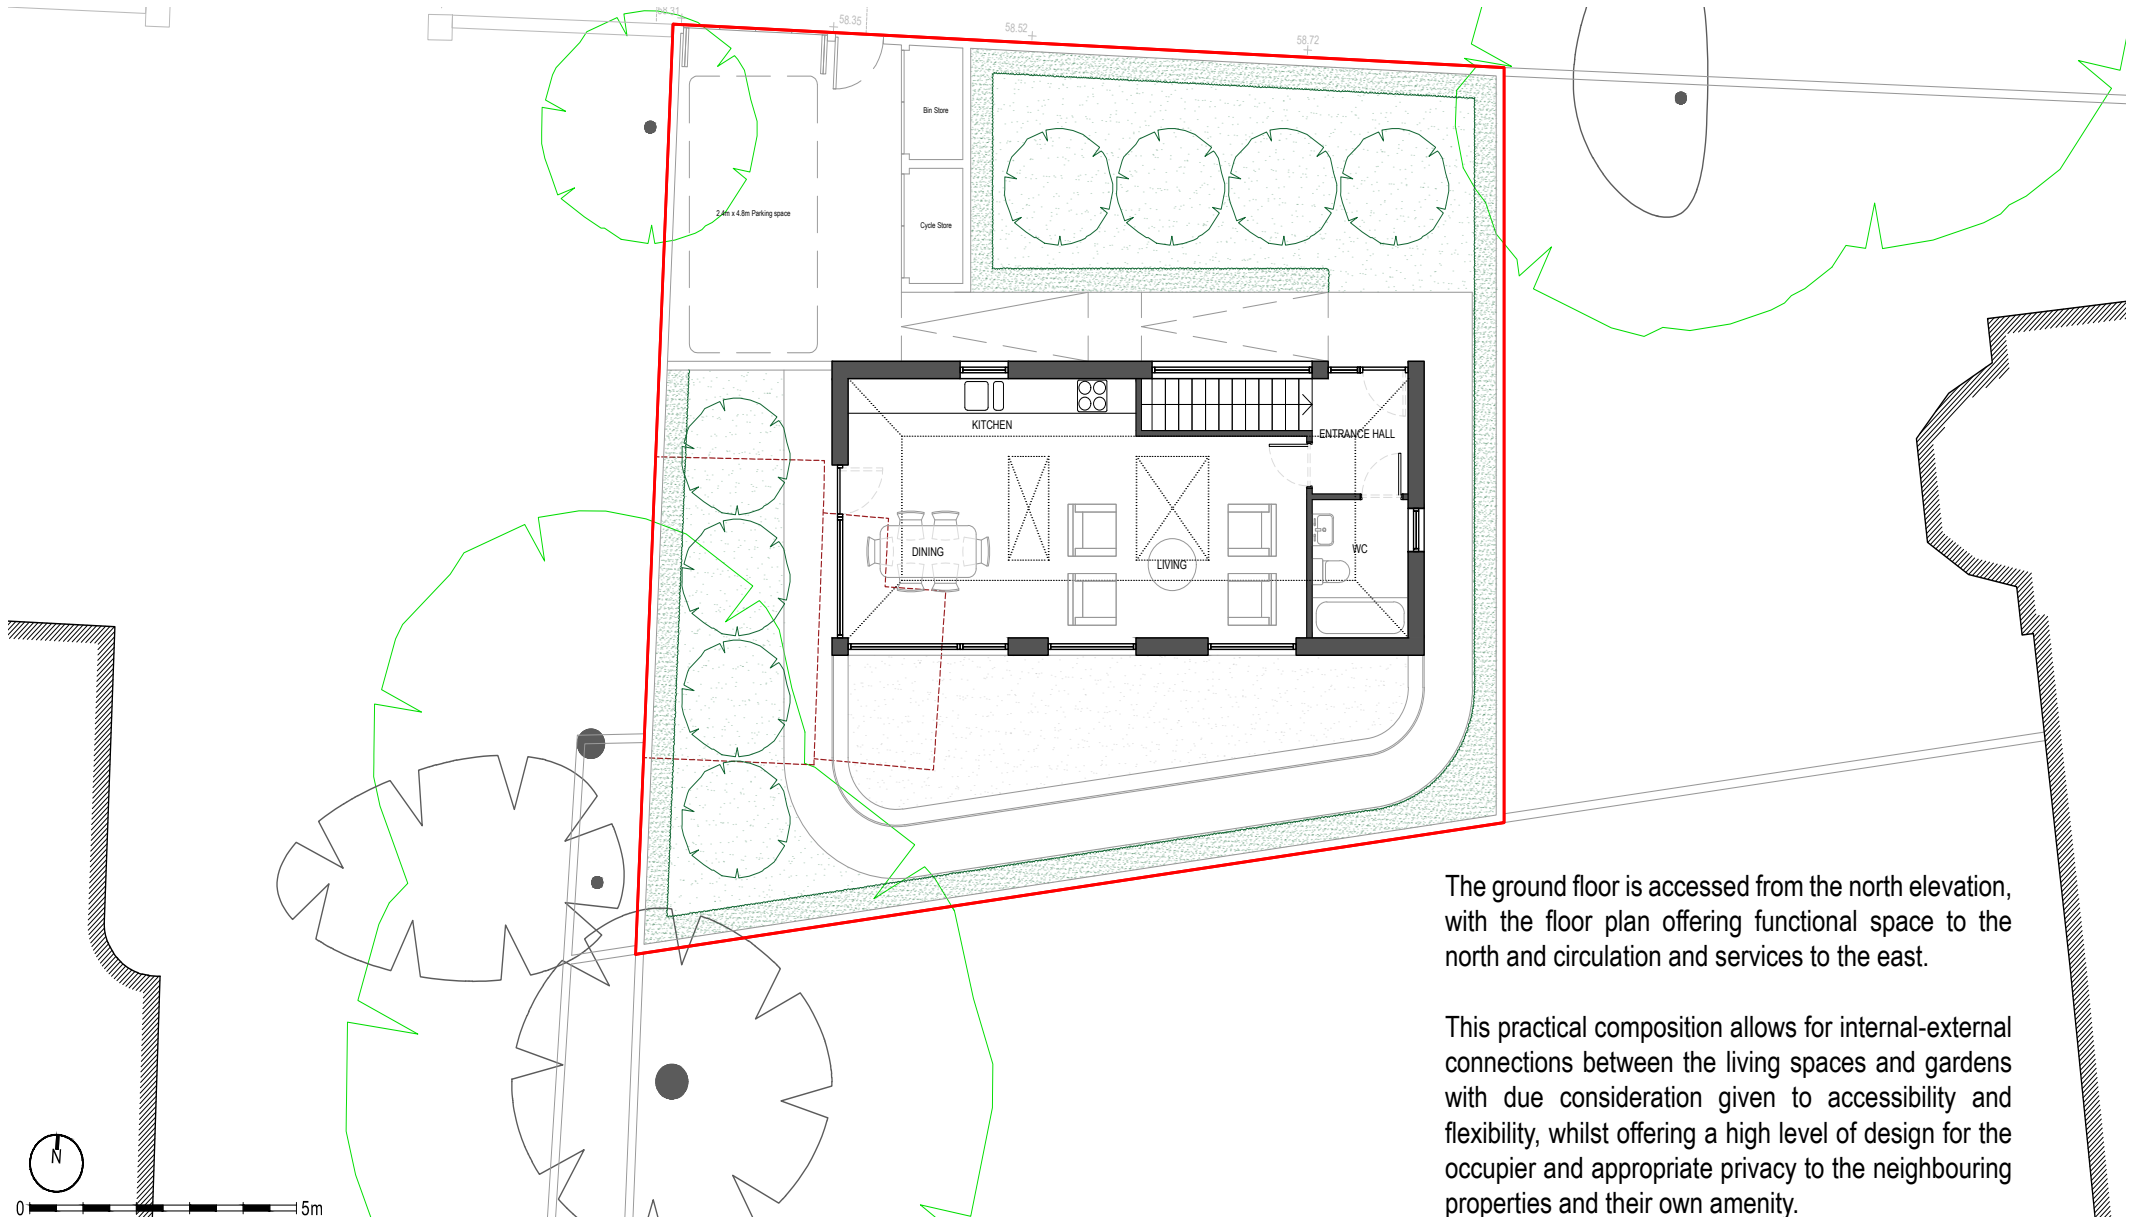 58.31
58.35
58.52
58.72
Bin Store
2.4m x 4.8m Parking space
Cycle Store
KITCHEN
ENTRANCE HALL
DINING
LIVING
WC
The ground floor is accessed from the north elevation,
with the floor plan offering functional space to the
north and circulation and services to the east.
This practical composition allows for internal-external
connections between the living spaces and gardens
with due consideration given to accessibility and
flexibility, whilst offering a high level of design for the
occupier and appropriate privacy to the neighbouring
properties and their own amenity.
N
0
5m